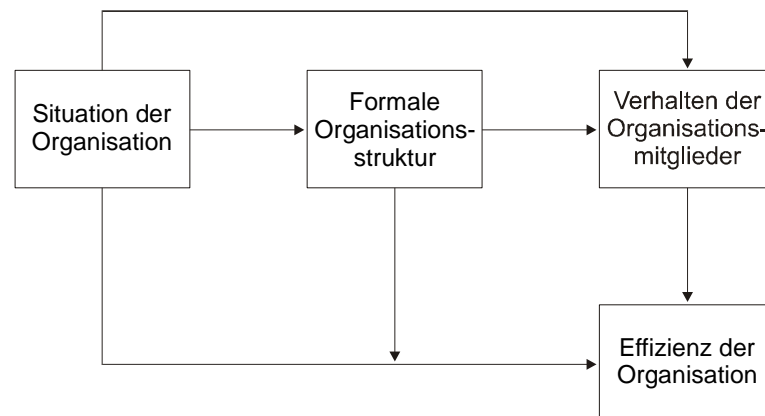 Situation der
Organisation
Formale
Organisations-
struktur
Verhalten der
Organisations-
mitglieder
Effizienz der
Organisation